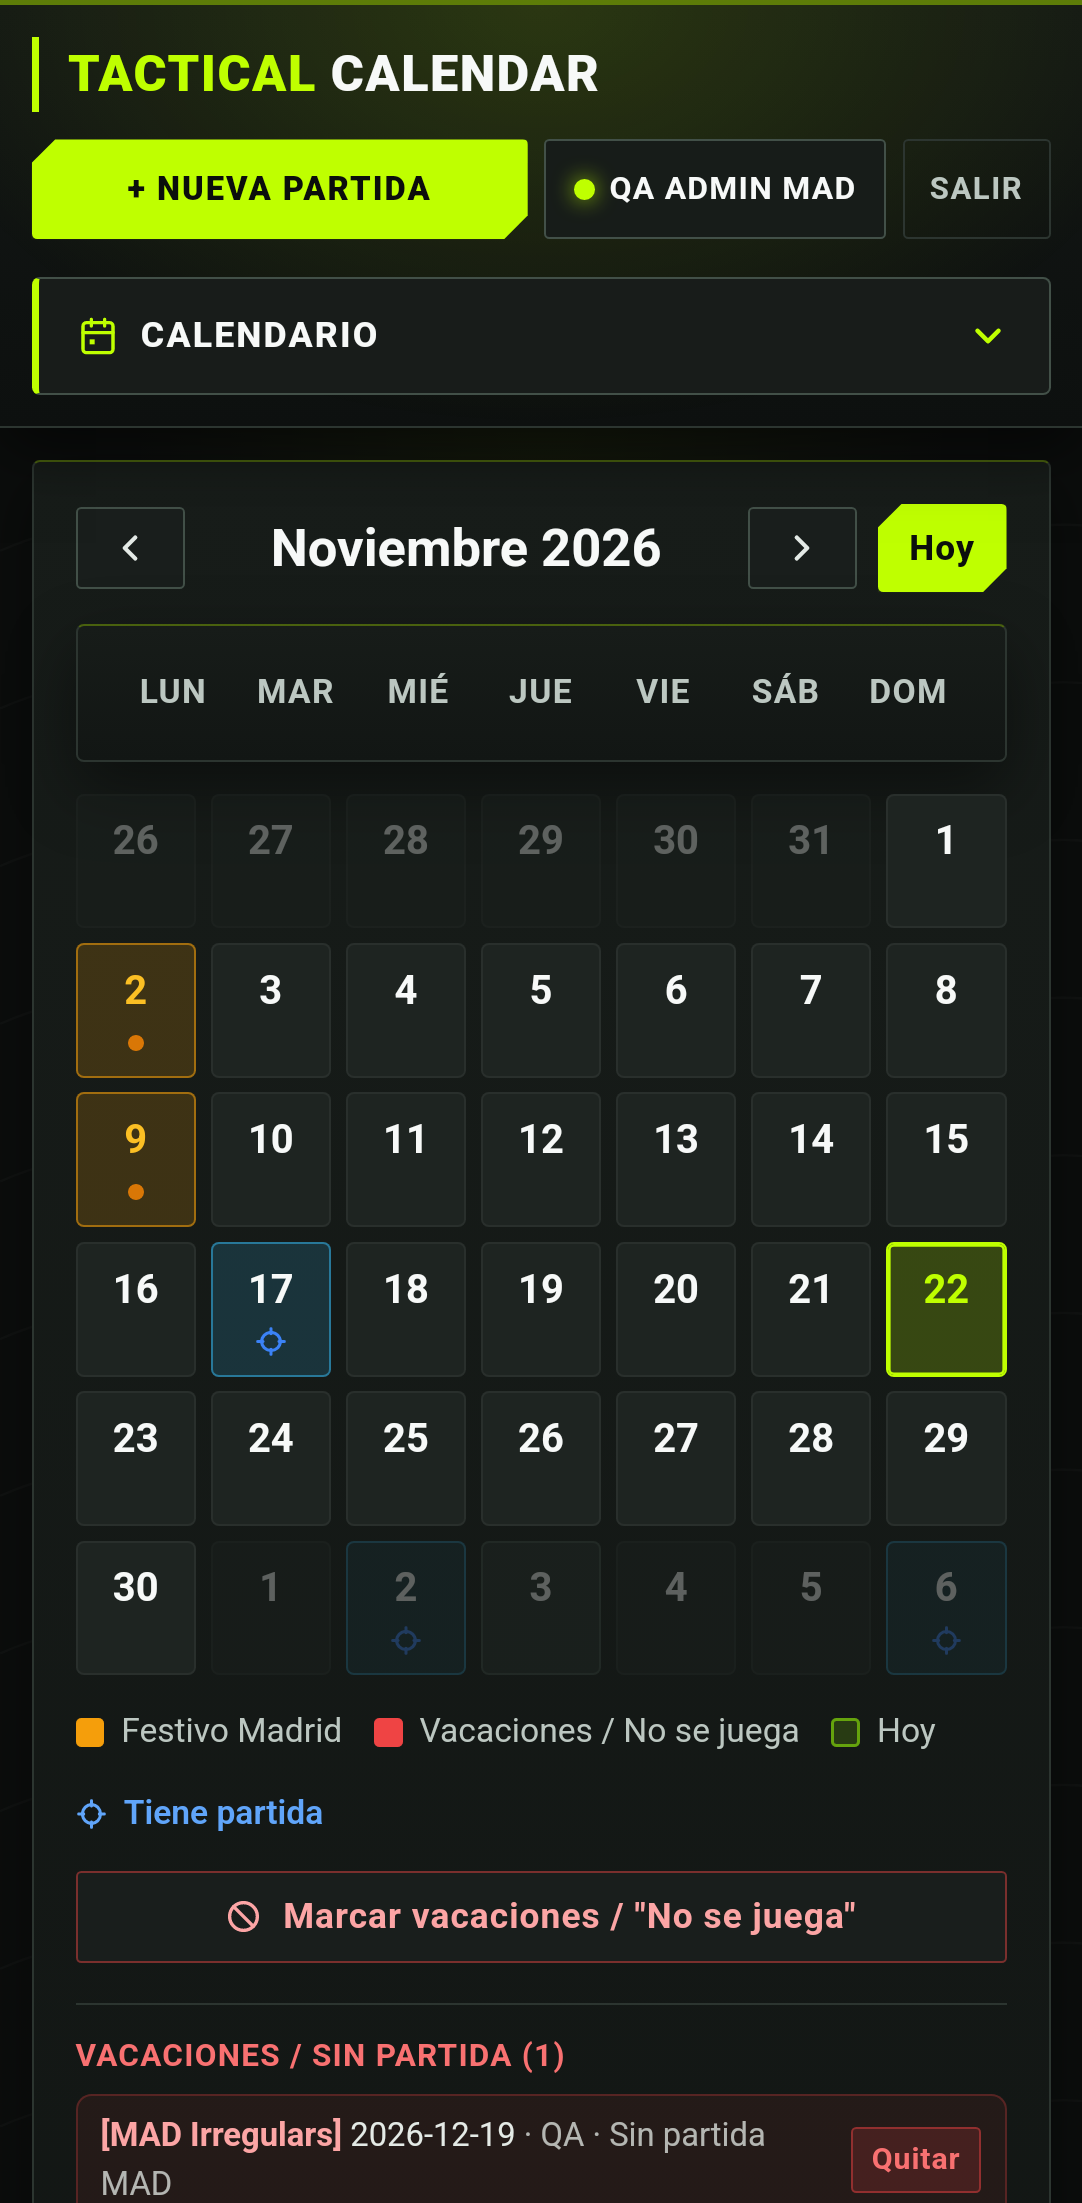 TACTICAL CALENDAR
+ NUEVA PARTIDA QA ADMIN MAD SALIR
CALENDARIO
Noviembre 2026 Hoy
LUN MAR MIÉ JUE VIE SÁB DOM
26 27 28 29 30 31 1
2 3 4 5 6 7 8
9 10 11 12 13 14 15
16 17 18 19 20 21 22
23 24 25 26 27 28 29
30 1 2 3 4 5 6
Festivo Madrid Vacaciones / No se juega Hoy
Tiene partida
Marcar vacaciones / "No se juega"
VACACIONES / SIN PARTIDA (1)
[MAD Irregulars] 2026-12-19 · QA · Sin partida
MAD
Quitar